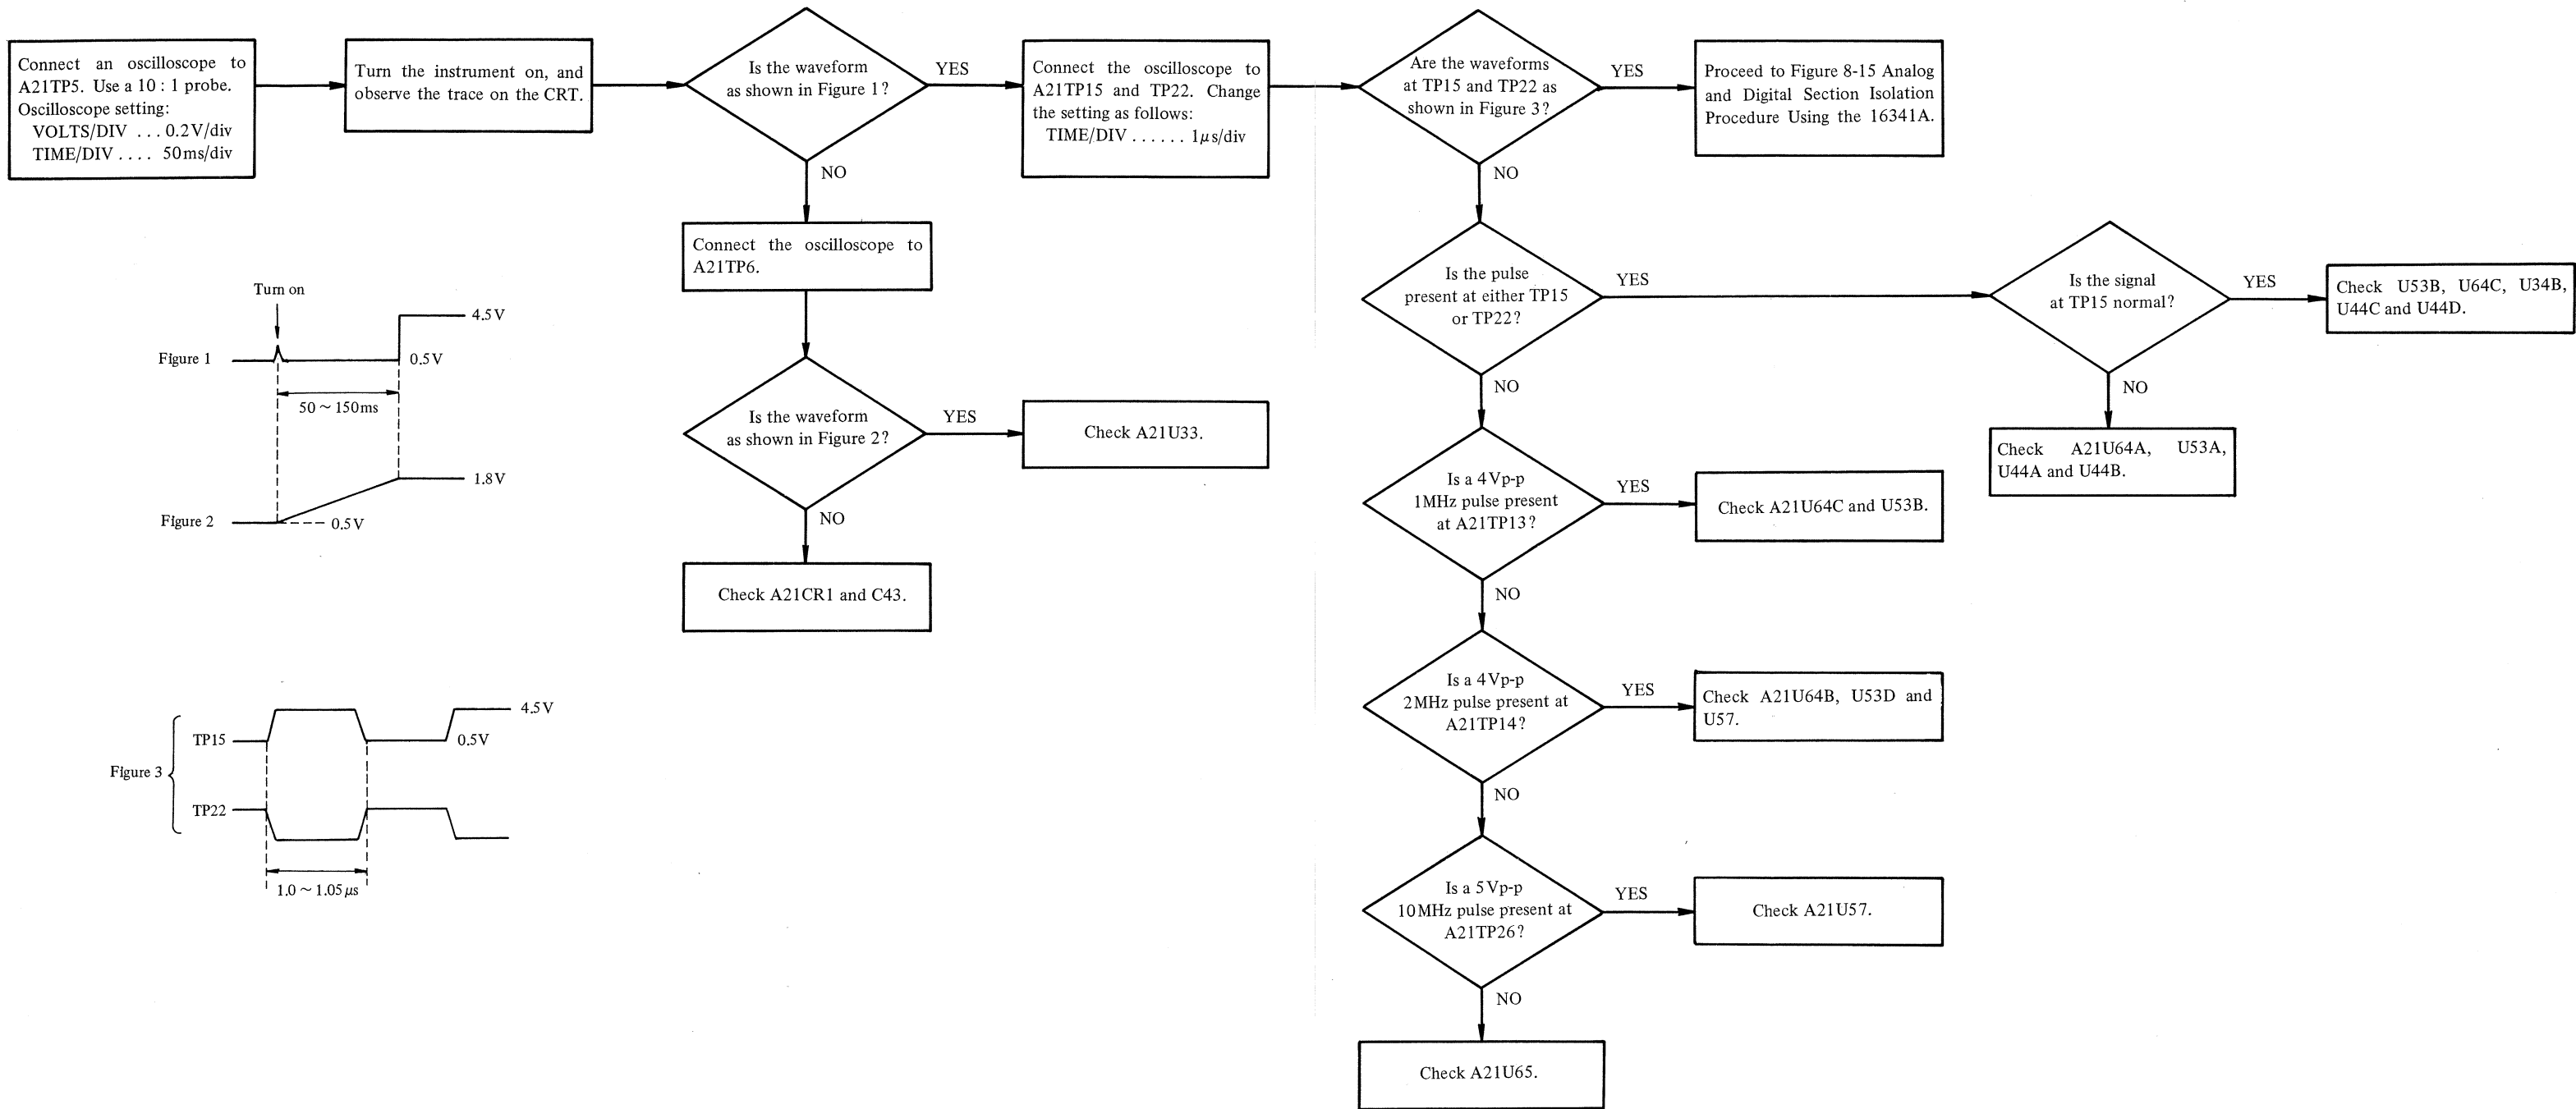 Connect an oscilloscope to
A21TP5. Use a 10 : 1 probe.
Oscilloscope setting:
VOLTS/DIV ... 0.2V/div
TIME/DIV .... 50ms/div
Turn the instrument on, and
observe the trace on the CRT.
Is the waveform
as shown in Figure 1?
YES
NO
Connect the oscilloscope to
A21TP15 and TP22. Change
the setting as follows:
TIME/DIV ...... 1μs/div
Are the waveforms
at TP15 and TP22 as
shown in Figure 3?
YES
NO
Proceed to Figure 8-15 Analog
and Digital Section Isolation
Procedure Using the 16341A.
Connect the oscilloscope to
A21TP6.
Is the waveform
as shown in Figure 2?
YES
NO
Check A21U33.
Check A21CR1 and C43.
Is the pulse
present at either TP15
or TP22?
YES
NO
Is the signal
at TP15 normal?
YES
NO
Check U53B, U64C, U34B,
U44C and U44D.
Check A21U64A, U53A,
U44A and U44B.
Is a 4Vp-p
1MHz pulse present
at A21TP13?
YES
NO
Check A21U64C and U53B.
Is a 4Vp-p
2MHz pulse present at
A21TP14?
YES
NO
Check A21U64B, U53D and
U57.
Is a 5Vp-p
10MHz pulse present at
A21TP26?
YES
NO
Check A21U57.
Check A21U65.
Turn on
4.5V
Figure 1
0.5V
50 ~ 150ms
1.8V
Figure 2
0.5V
4.5V
TP15
0.5V
Figure 3
TP22
1.0 ~ 1.05μs